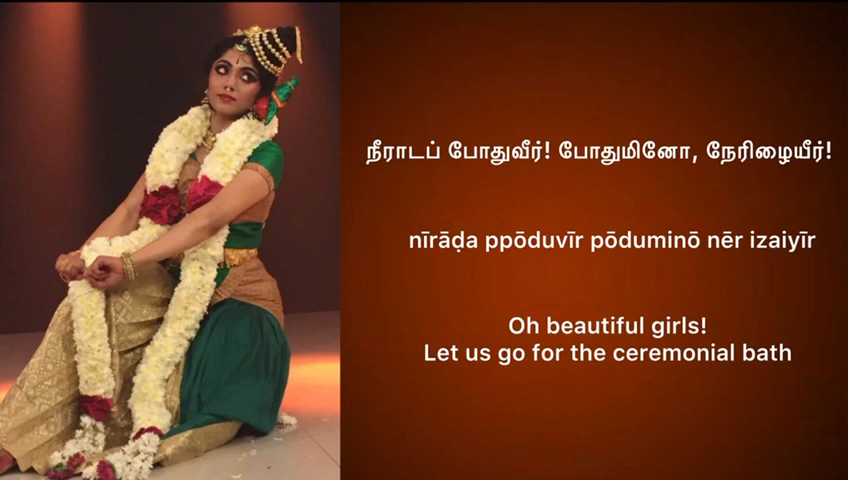 நீராடப் போதுவீர்! போதுமினோ, நேரிழையீர்!
nīrāḍa ppōduvīr pōduminō nēr izaiyīr
Oh beautiful girls!
Let us go for the ceremonial bath